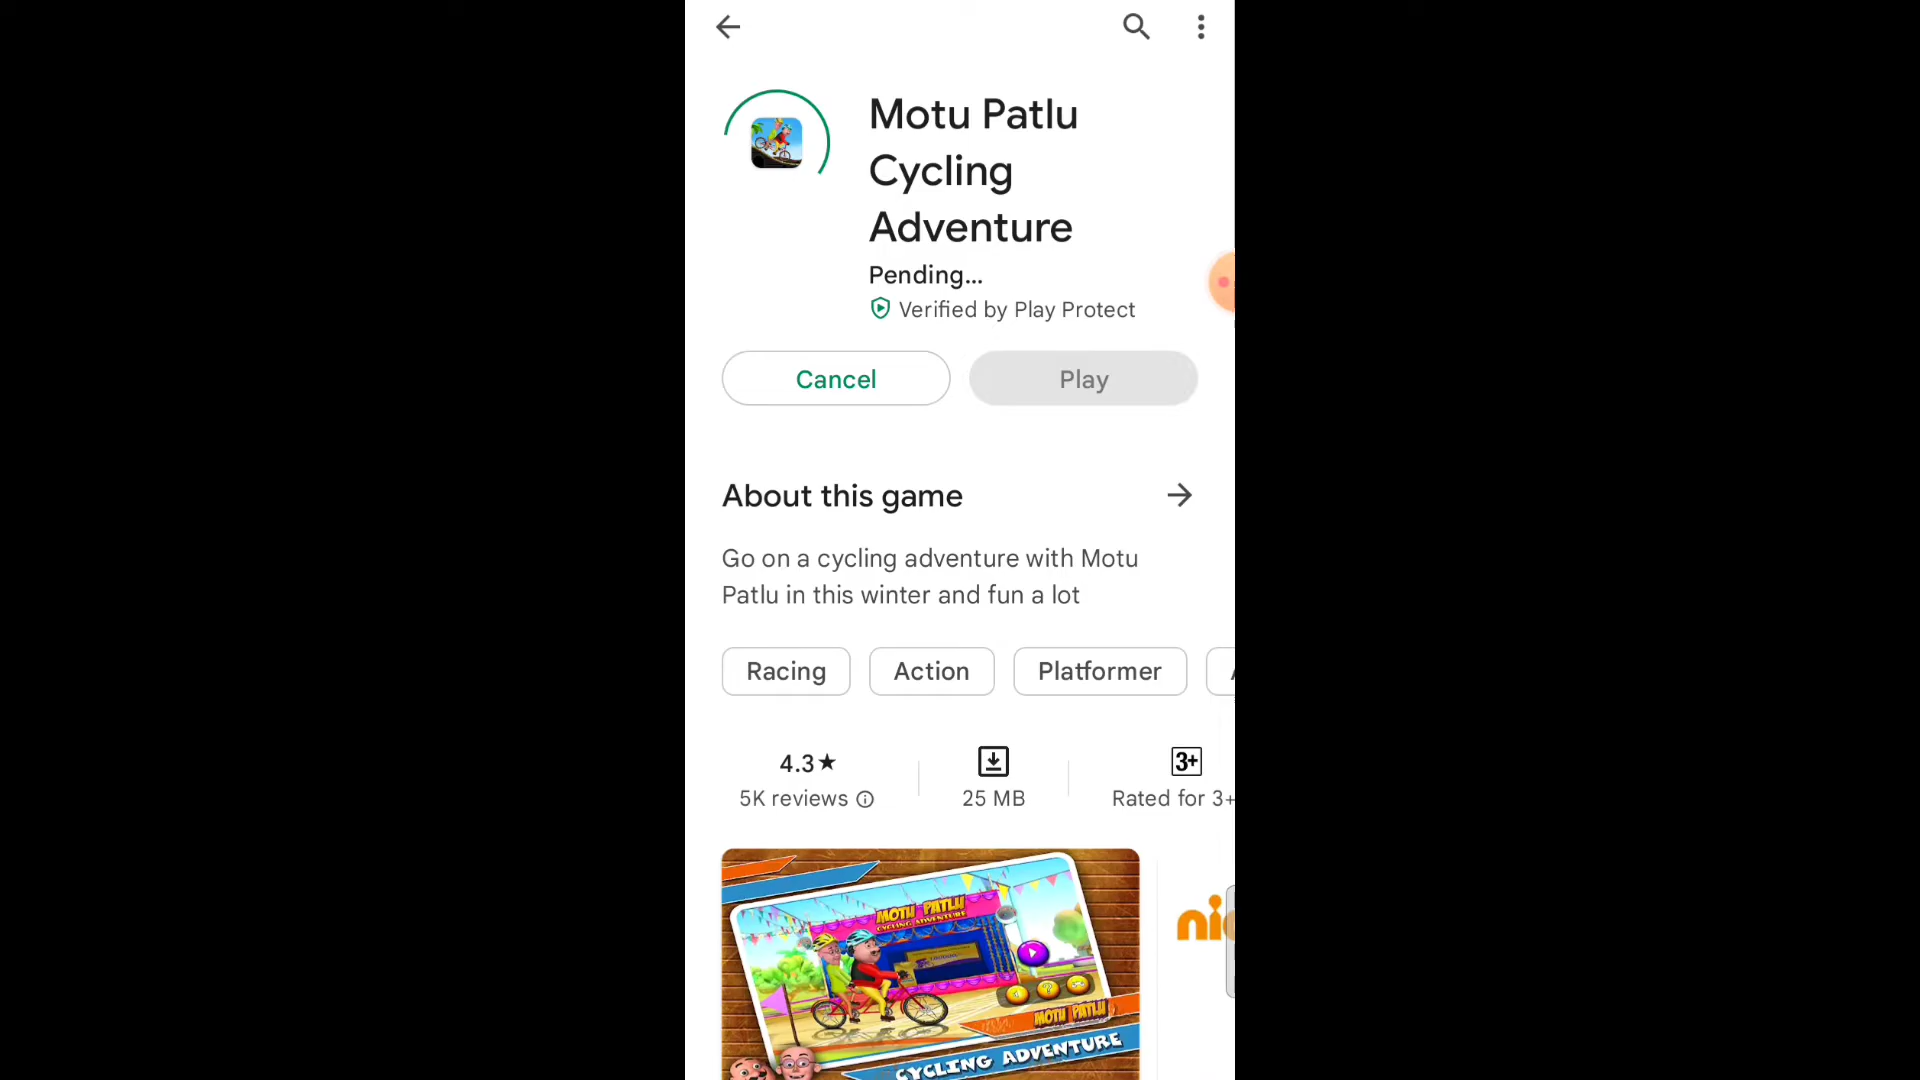 Motu Patlu
Cycling
Adventure
Pending...
Verified by Play Protect
Cancel
Play
About this game
Go on a cycling adventure with Motu
Patlu in this winter and fun a lot
Racing
Action
Platformer
4.3★
5K reviews
25 MB
3+
Rated for 3+
MOTU PATLU
CYCLING ADVENTURE
MOTU PATLU
CYCLING ADVENTURE